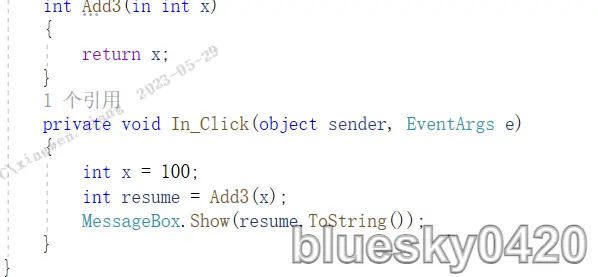 int Add3(in int x)
{
return x;
}
1 个引用
private void In_Click(object sender, EventArgs e)
{
int x = 100;
int resume = Add3(x);
MessageBox.Show(resume.ToString());
}
}
2023-05-29
bluesky0420